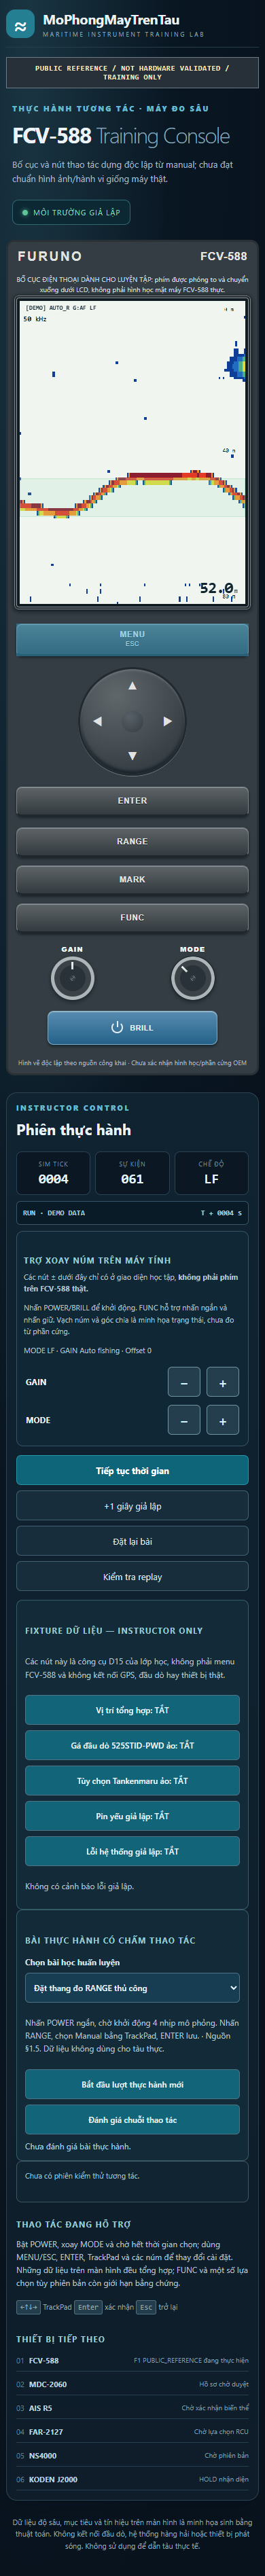 ≈ MoPhongMayTrenTau
MARITIME INSTRUMENT TRAINING LAB
PUBLIC REFERENCE / NOT HARDWARE VALIDATED /
TRAINING ONLY
THỰC HÀNH TƯƠNG TÁC · MÁY ĐO SÂU
FCV-588 Training Console
Bố cục và nút thao tác dựng độc lập từ manual; chưa đạt
chuẩn hình ảnh/hành vi giống máy thật.
MÔI TRƯỜNG GIẢ LẬP
FURUNO FCV-588
BỐ CỤC ĐIỆN THOẠI DÀNH CHO LUYỆN TẬP: phím được phóng to và chuyển
xuống dưới LCD, không phải hình học mặt máy FCV-588 thực.
[DEMO] AUTO_R G:AF LF
50 kHz
40 m
52.0m
80 m
MENU
ESC
▲
◀ ▶
▼
ENTER
RANGE
MARK
FUNC
GAIN MODE
BRILL
Hình vẽ độc lập theo nguồn công khai · Chưa xác nhận hình học/phần cứng OEM
INSTRUCTOR CONTROL
Phiên thực hành
SIM TICK
0004
SỰ KIỆN
061
CHẾ ĐỘ
LF
RUN · DEMO DATA T + 0004 s
TRỢ XOAY NÚM TRÊN MÁY TÍNH
Các nút ± dưới đây chỉ có ở giao diện học tập, không phải phím
trên FCV-588 thật.
Nhấn POWER/BRILL để khởi động. FUNC hỗ trợ nhấn ngắn và
nhấn giữ. Vạch núm và góc chia là minh họa trạng thái, chưa đo
từ phần cứng.
MODE LF · GAIN Auto fishing · Offset 0
GAIN − +
MODE − +
Tiếp tục thời gian
+1 giây giả lập
Đặt lại bài
Kiểm tra replay
FIXTURE DỮ LIỆU — INSTRUCTOR ONLY
Các nút này là công cụ D15 của lớp học, không phải menu
FCV-588 và không kết nối GPS, đầu dò hay thiết bị thật.
Vị trí tổng hợp: TẮT
Gá đầu dò 525STID-PWD ảo: TẮT
Tùy chọn Tankenmaru ảo: TẮT
Pin yếu giả lập: TẮT
Lỗi hệ thống giả lập: TẮT
Không có cảnh báo lỗi giả lập.
BÀI THỰC HÀNH CÓ CHẤM THAO TÁC
Chọn bài học huấn luyện
Đặt thang đo RANGE thủ công
Nhấn POWER ngắn, chờ khởi động 4 nhịp mô phỏng. Nhấn
RANGE, chọn Manual bằng TrackPad, ENTER lưu. · Nguồn
§1.5. Dữ liệu không dùng cho tàu thực.
Bắt đầu lượt thực hành mới
Đánh giá chuỗi thao tác
Chưa đánh giá bài thực hành.
Chưa có phiên kiểm thử tương tác.
THAO TÁC ĐANG HỖ TRỢ
Bật POWER, xoay MODE và chờ hết thời gian chọn; dùng
MENU/ESC, ENTER, TrackPad và các núm để thay đổi cài đặt.
Những dữ liệu trên màn hình đều tổng hợp; FUNC và một số lựa
chọn tùy phiên bản còn giới hạn bằng chứng.
←↑↓→ TrackPad Enter xác nhận Esc trở lại
THIẾT BỊ TIẾP THEO
01 FCV-588 F1 PUBLIC_REFERENCE đang thực hiện
02 MDC-2060 Hồ sơ chờ duyệt
03 AIS R5 Chờ xác nhận biến thể
04 FAR-2127 Chờ lựa chọn RCU
05 NS4000 Chờ phiên bản
06 KODEN J2000 HOLD nhận diện
Dữ liệu độ sâu, mục tiêu và tín hiệu trên màn hình là minh họa sinh bằng
thuật toán. Không kết nối đầu dò, hệ thống hàng hải hoặc thiết bị phát
sóng. Không sử dụng để dẫn tàu thực tế.